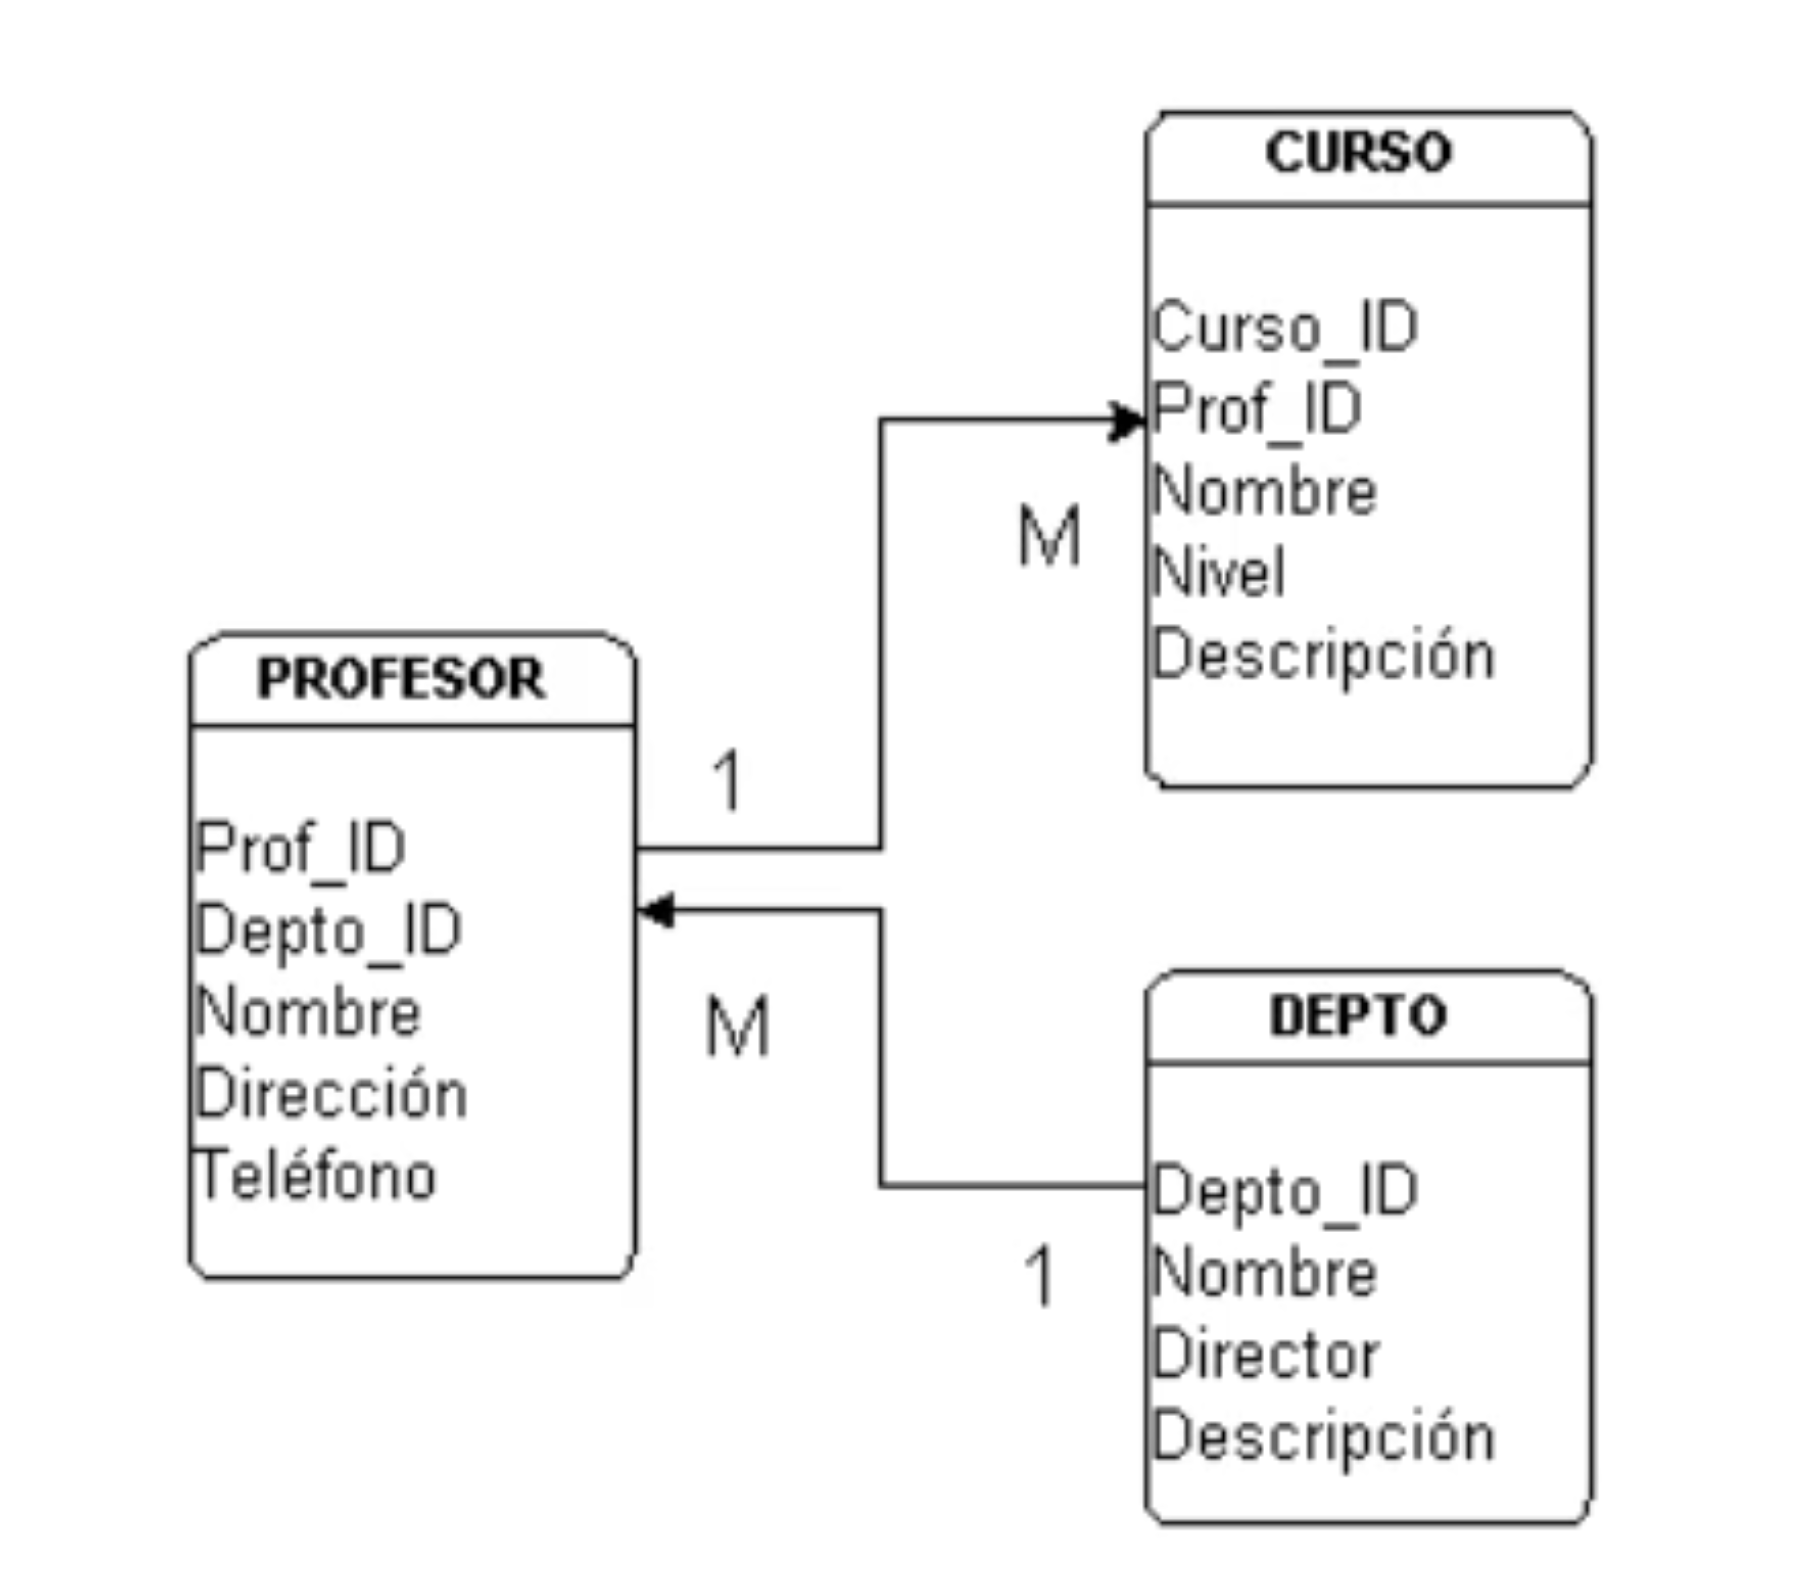 CURSO
Curso_ID
Prof_ID
Nombre
Nivel
Descripción
M
PROFESOR
1
Prof_ID
Depto_ID
Nombre
Dirección
Teléfono
M
DEPTO
1
Depto_ID
Nombre
Director
Descripción